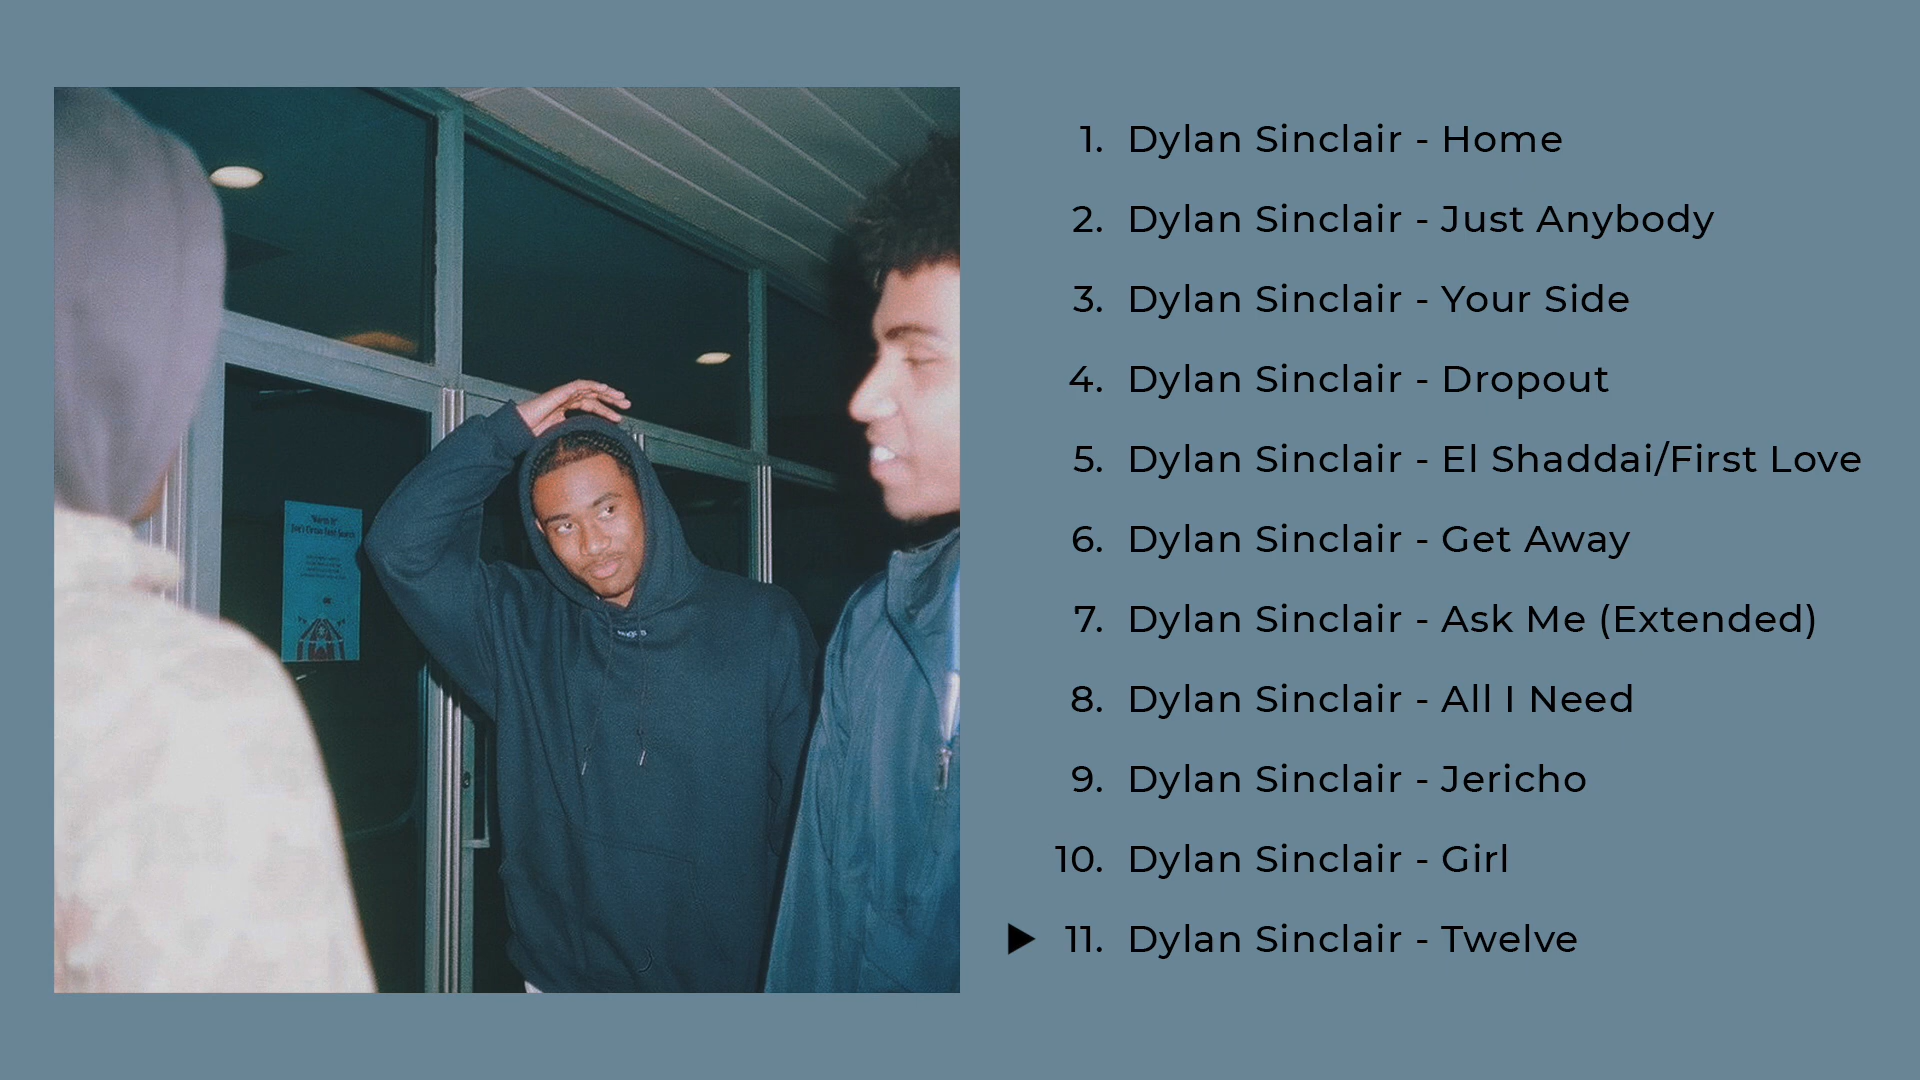 1. Dylan Sinclair - Home
2. Dylan Sinclair - Just Anybody
3. Dylan Sinclair - Your Side
4. Dylan Sinclair - Dropout
5. Dylan Sinclair - El Shaddai/First Love
6. Dylan Sinclair - Get Away
7. Dylan Sinclair - Ask Me (Extended)
8. Dylan Sinclair - All I Need
9. Dylan Sinclair - Jericho
10. Dylan Sinclair - Girl
11. Dylan Sinclair - Twelve